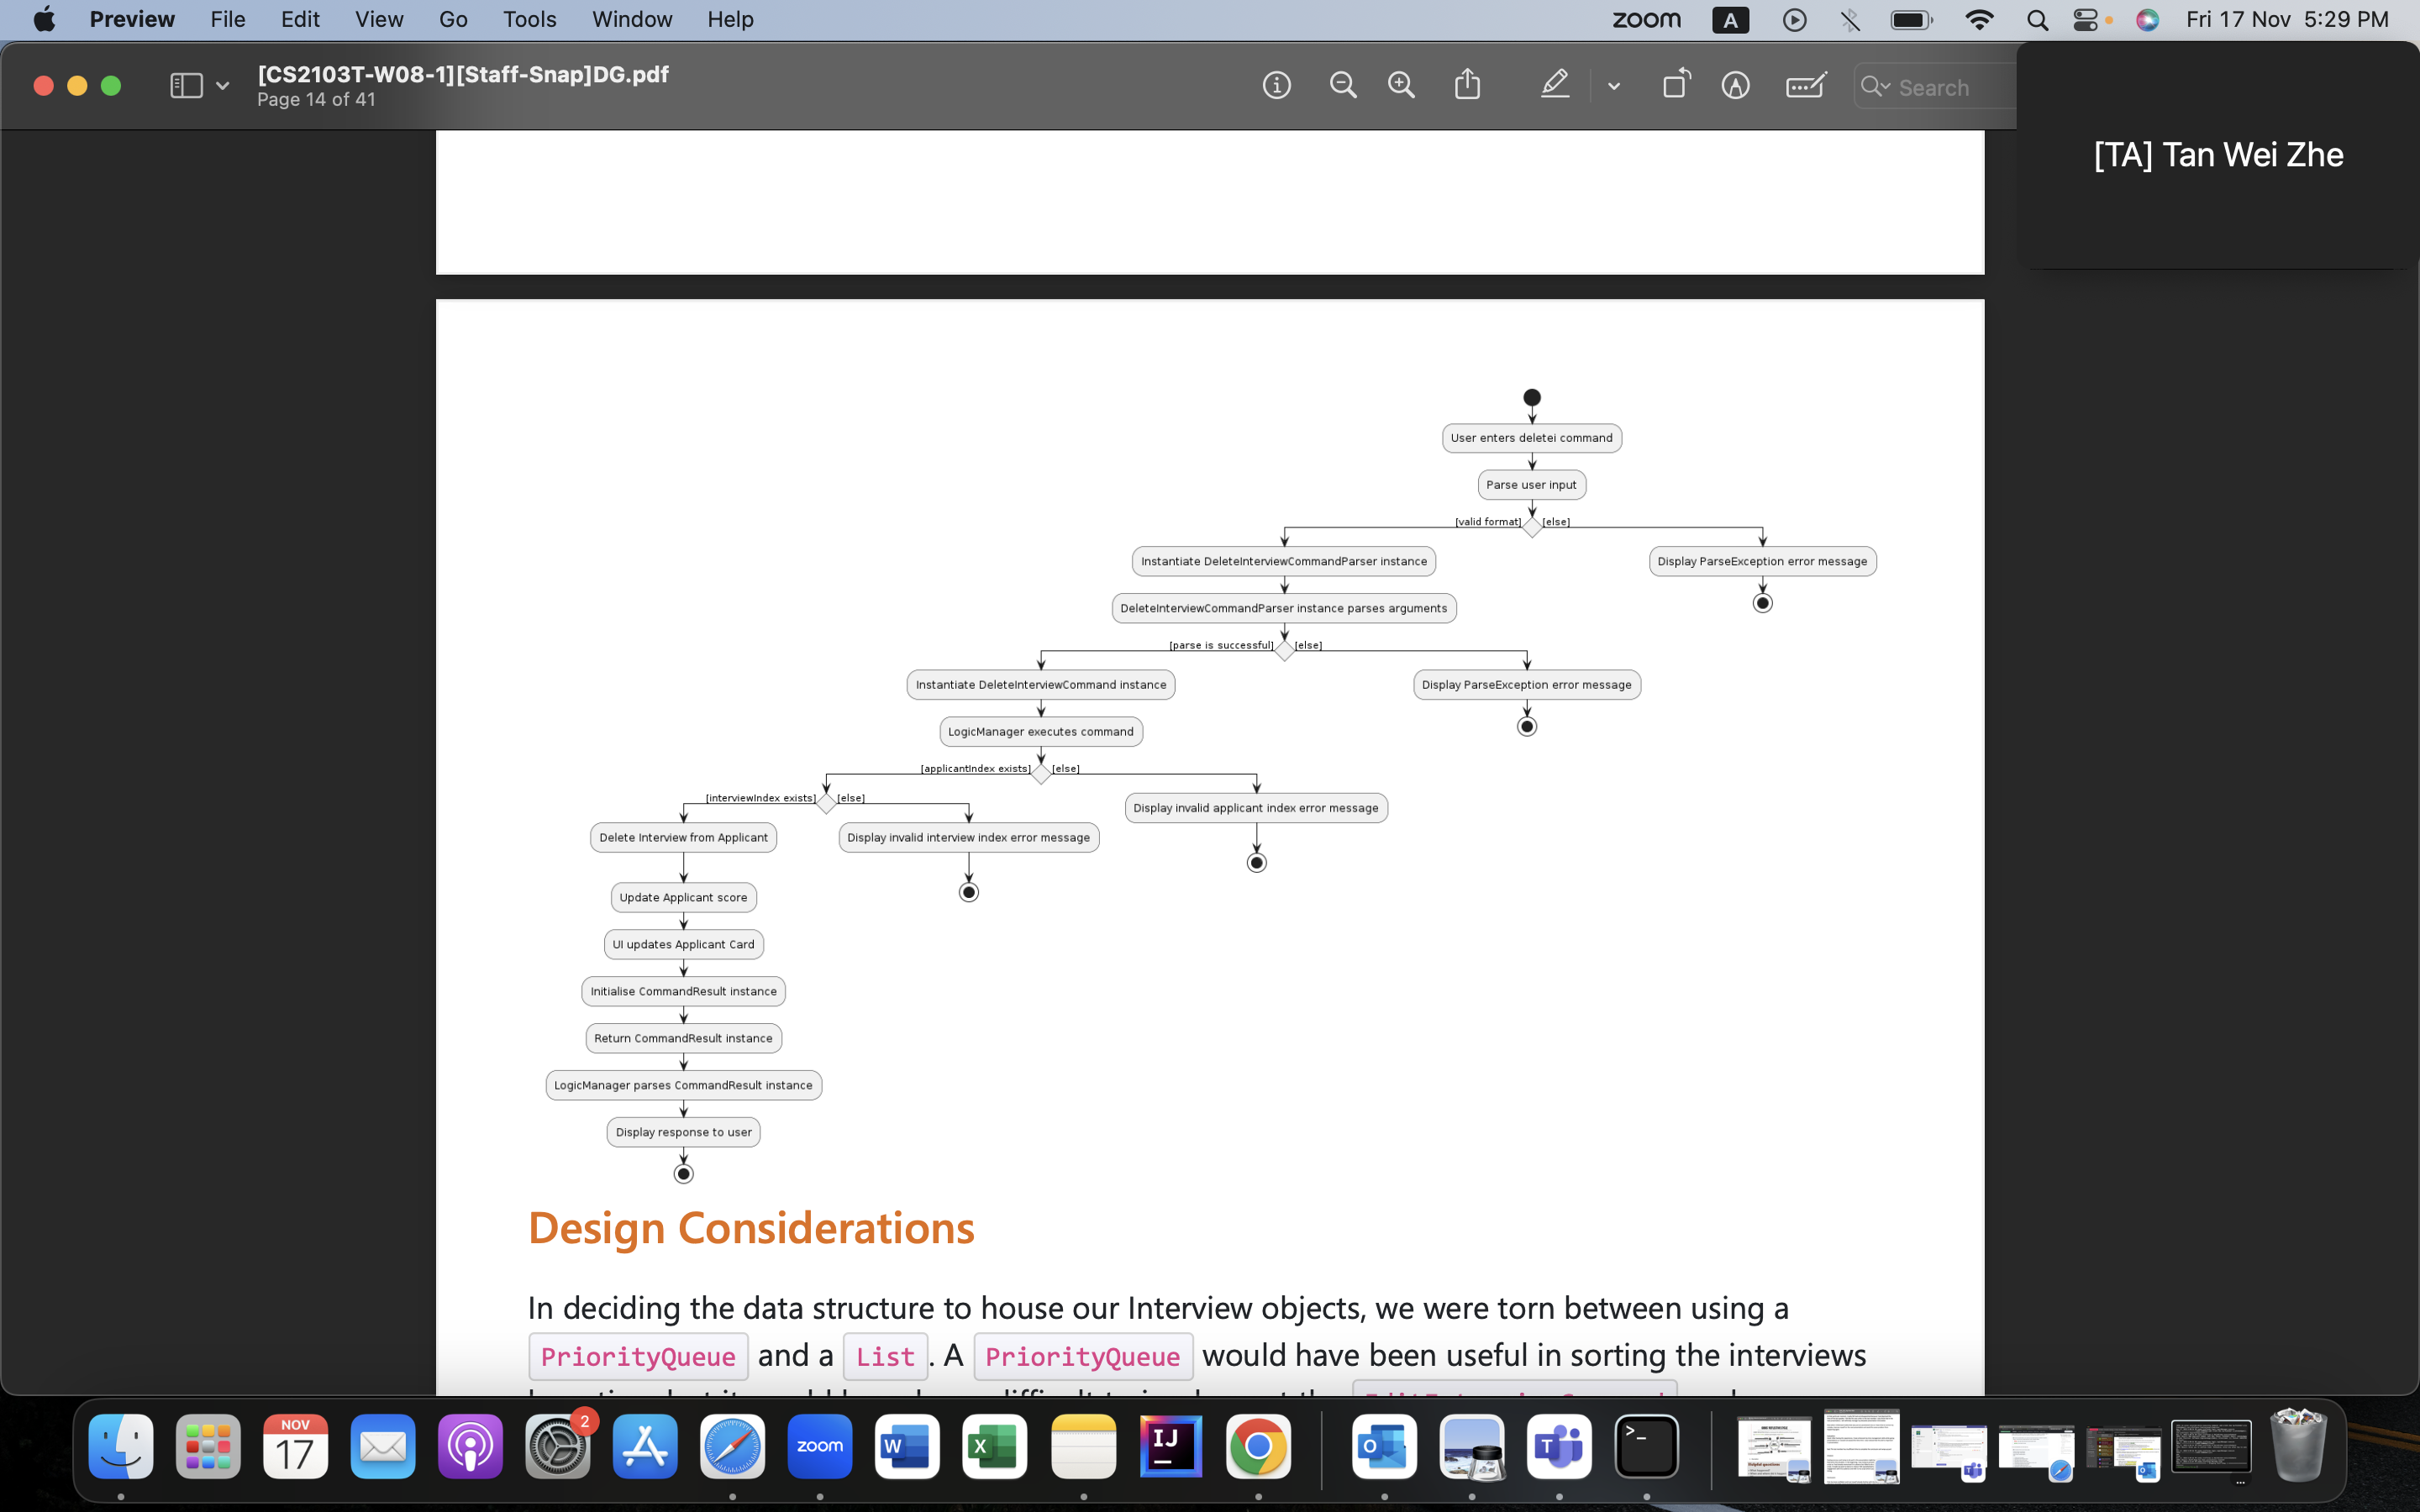 Preview File Edit View Go Tools Window Help
zoom A Fri 17 Nov 5:29 PM
[CS2103T-W08-1][Staff-Snap]DG.pdf
Page 14 of 41
Search
[TA] Tan Wei Zhe
User enters deletei command
Parse user input
[valid format] [else]
Instantiate DeleteInterviewCommandParser instance
Display ParseException error message
DeleteInterviewCommandParser instance parses arguments
[parse is successful] [else]
Instantiate DeleteInterviewCommand instance
Display ParseException error message
LogicManager executes command
[applicantIndex exists] [else]
[interviewIndex exists] [else]
Display invalid applicant index error message
Delete Interview from Applicant
Display invalid interview index error message
Update Applicant score
UI updates Applicant Card
Initialise CommandResult instance
Return CommandResult instance
LogicManager parses CommandResult instance
Display response to user
Design Considerations
In deciding the data structure to house our Interview objects, we were torn between using a
PriorityQueue and a List . A PriorityQueue would have been useful in sorting the interviews
NOV
17
2
zoom
W
X
IJ
O
T
>_